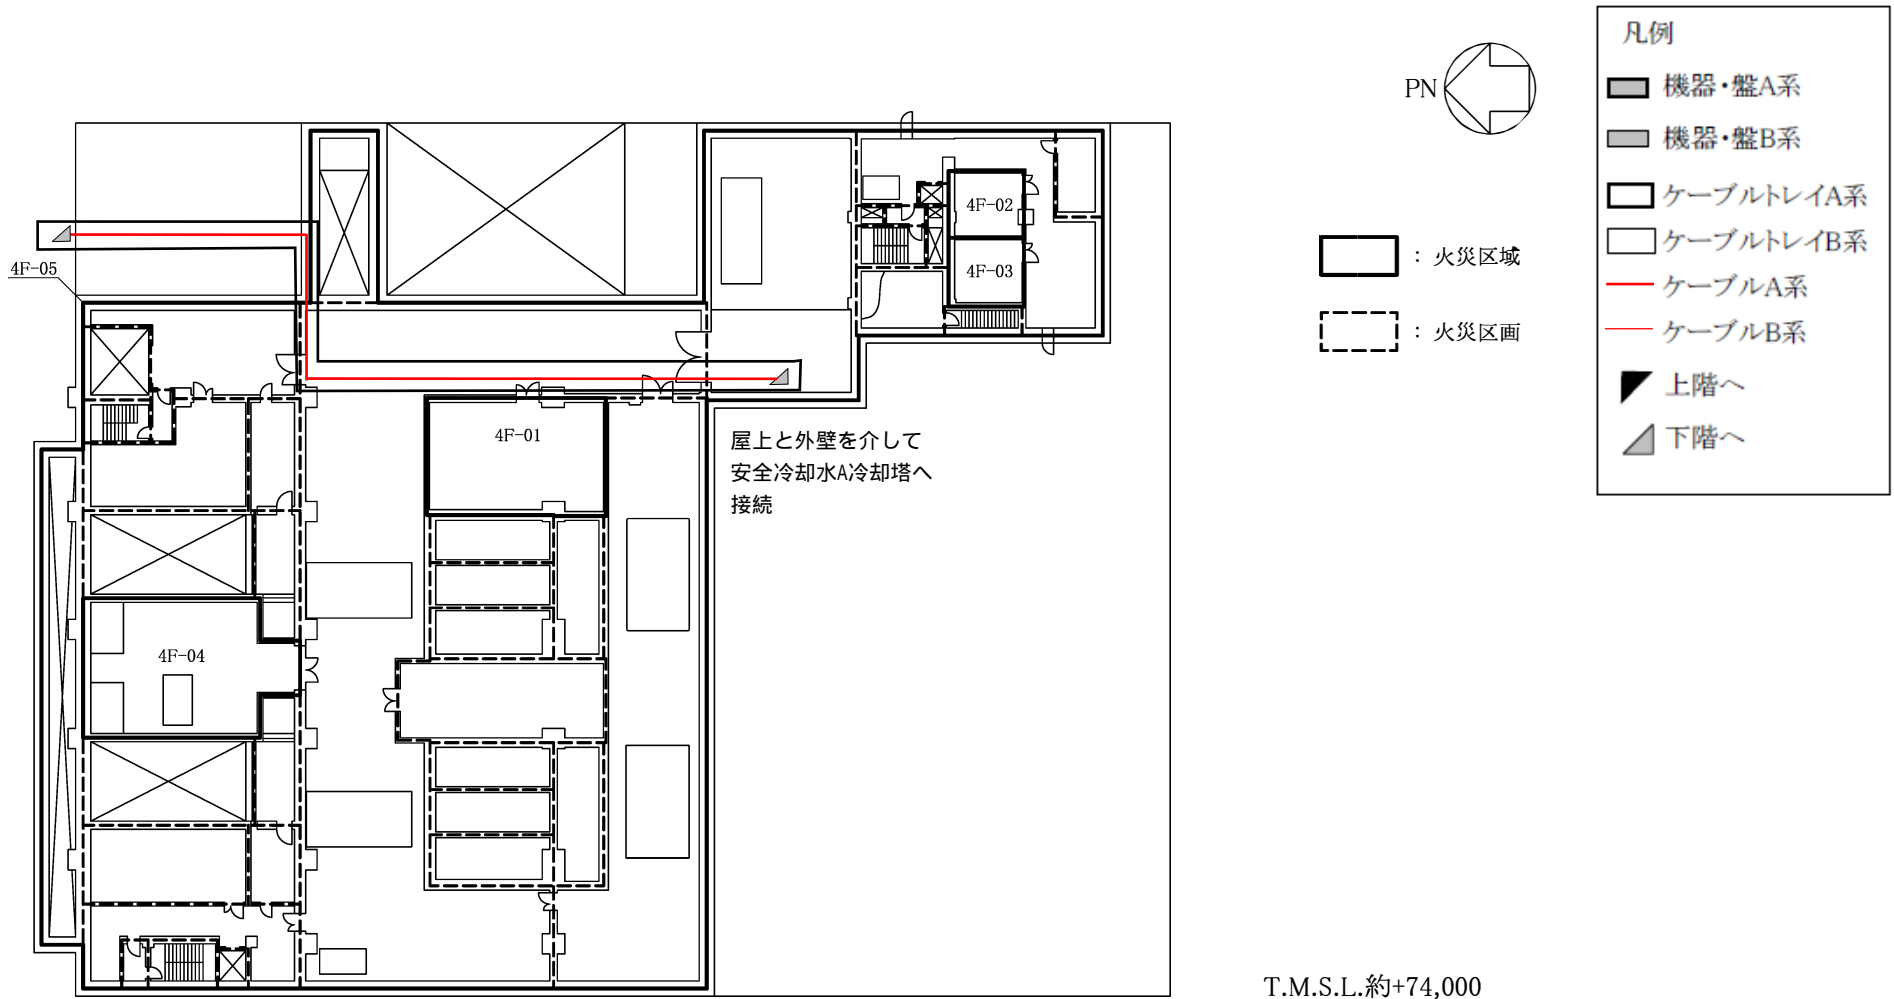 凡例
機器・盤A系
機器・盤B系
ケーブルトレイA系
ケーブルトレイB系
ケーブルA系
ケーブルB系
上階へ
下階へ
PN
：火災区域
：火災区画
4F-02
4F-03
4F-05
4F-01
屋上と外壁を介して
安全冷却水A冷却塔へ
接続
4F-04
T.M.S.L.約+74,000